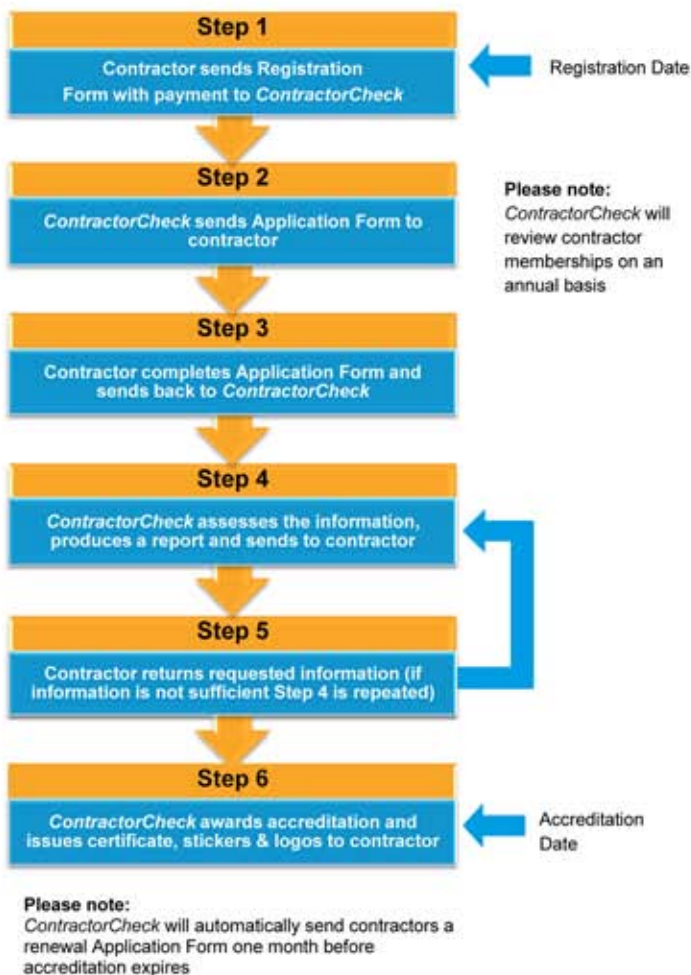 Step 1
Contractor sends Registration
Form with payment to ContractorCheck
Registration Date
Step 2
ContractorCheck sends Application Form to
contractor
Please note:
ContractorCheck will
review contractor
memberships on an
annual basis
Step 3
Contractor completes Application Form and
sends back to ContractorCheck
Step 4
ContractorCheck assesses the information,
produces a report and sends to contractor
Step 5
Contractor returns requested information (if
information is not sufficient Step 4 is repeated)
Step 6
ContractorCheck awards accreditation and
issues certificate, stickers & logos to contractor
Accreditation
Date
Please note:
ContractorCheck will automatically send contractors a
renewal Application Form one month before
accreditation expires